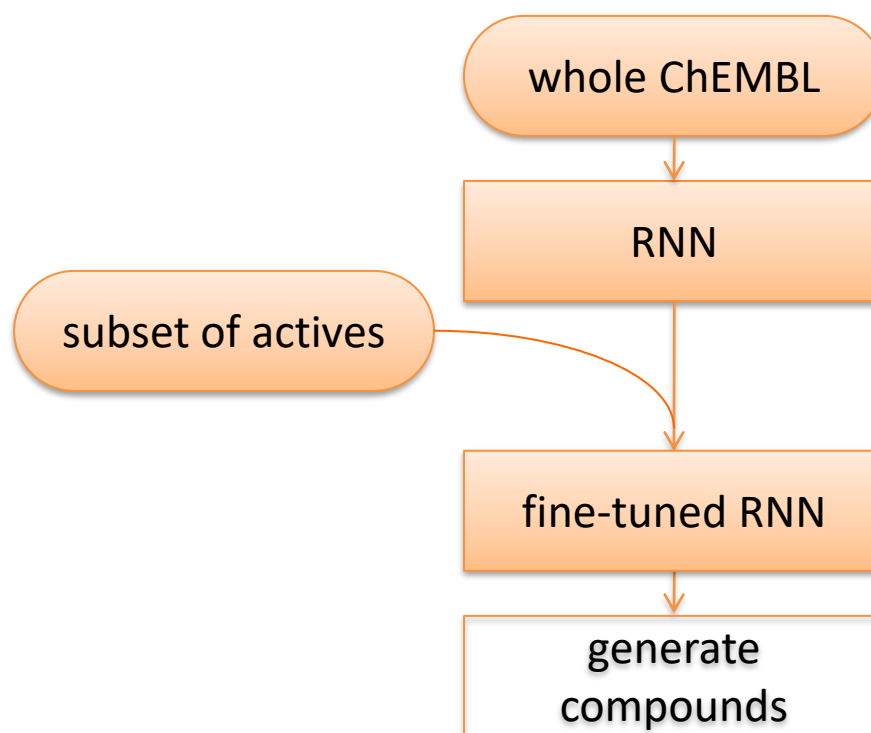 whole ChEMBL
RNN
subset of actives
fine-tuned RNN
generate
compounds